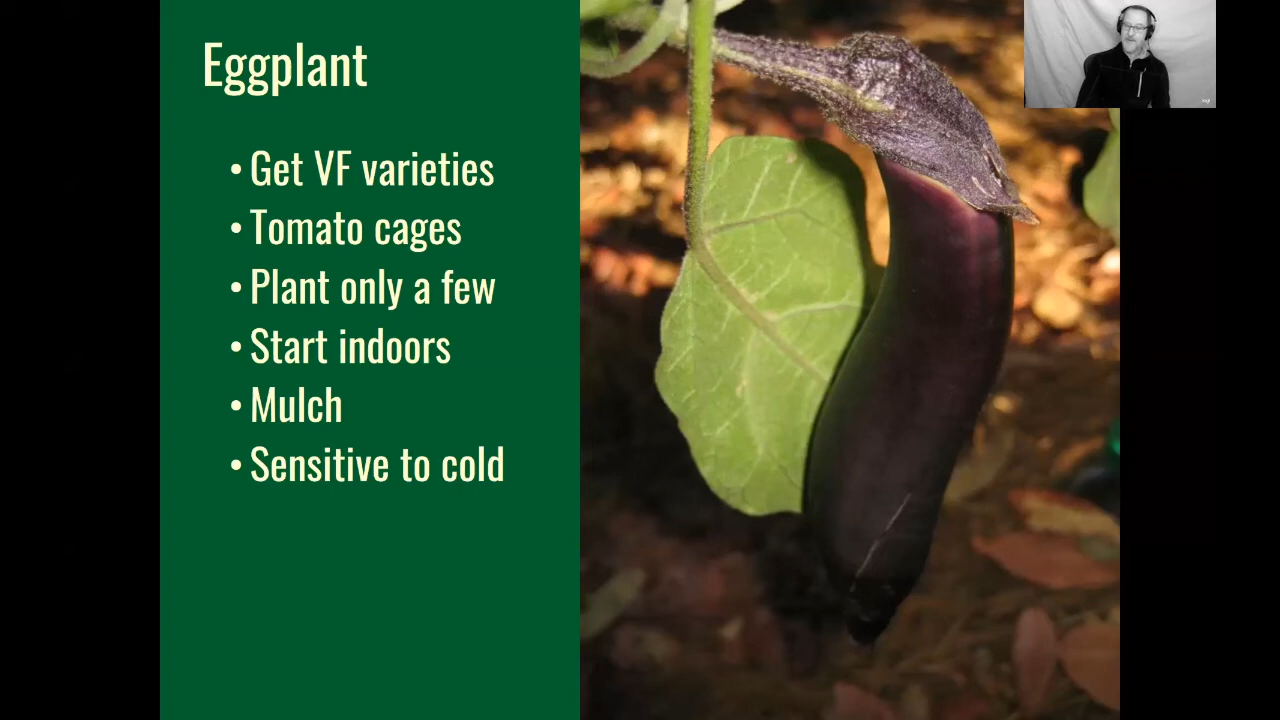 Eggplant
• Get VF varieties
• Tomato cages
• Plant only a few
• Start indoors
• Mulch
• Sensitive to cold